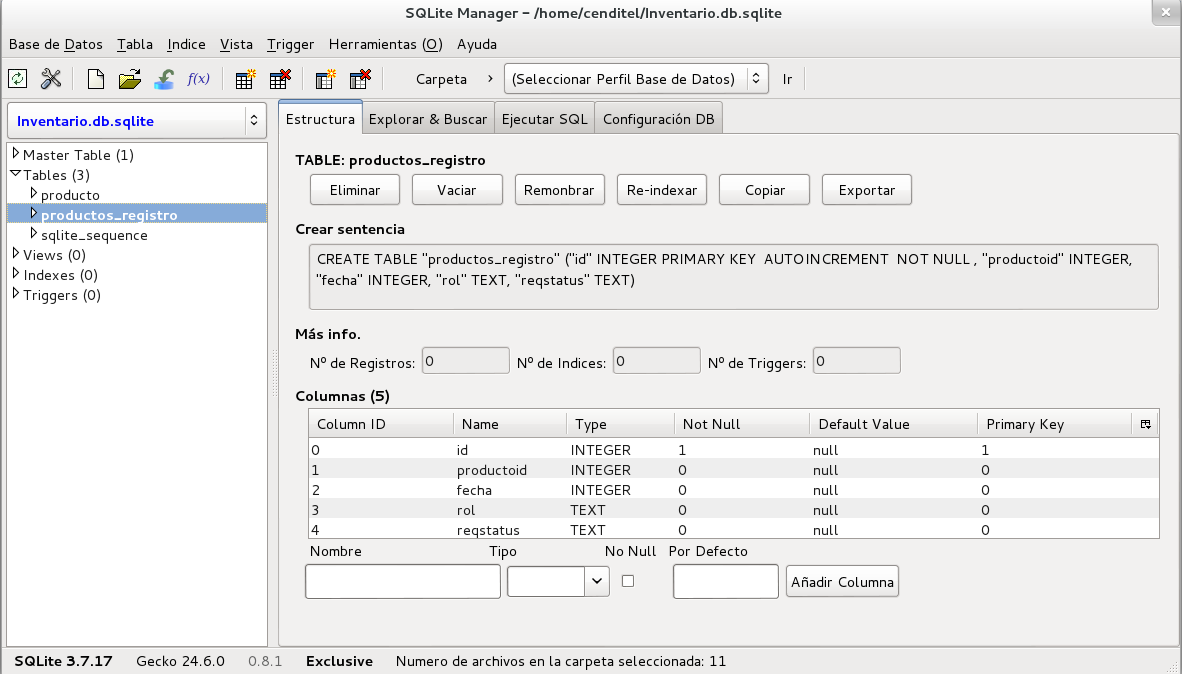 SQLite Manager - /home/cenditel/Inventario.db.sqlite
Base de Datos Tabla Indice Vista Trigger Herramientas (O) Ayuda
f(x) Carpeta (Seleccionar Perfil Base de Datos) Ir
Inventario.db.sqlite
Master Table (1)
Tables (3)
producto
productos_registro
sqlite_sequence
Views (0)
Indexes (0)
Triggers (0)
Estructura Explorar & Buscar Ejecutar SQL Configuración DB
TABLE: productos_registro
Eliminar Vaciar Remonbrar Re-indexar Copiar Exportar
Crear sentencia
CREATE TABLE "productos_registro" ("id" INTEGER PRIMARY KEY  AUTOINCREMENT  NOT NULL , "productoid" INTEGER,
"fecha" INTEGER, "rol" TEXT, "reqstatus" TEXT)
Más info.
Nº de Registros: 0 Nº de Indices: 0 Nº de Triggers: 0
Columnas (5)
Column ID Name Type Not Null Default Value Primary Key
0 id INTEGER 1 null 1
1 productoid INTEGER 0 null 0
2 fecha INTEGER 0 null 0
3 rol TEXT 0 null 0
4 reqstatus TEXT 0 null 0
Nombre Tipo No Null Por Defecto
Añadir Columna
SQLite 3.7.17 Gecko 24.6.0 0.8.1 Exclusive Numero de archivos en la carpeta seleccionada: 11